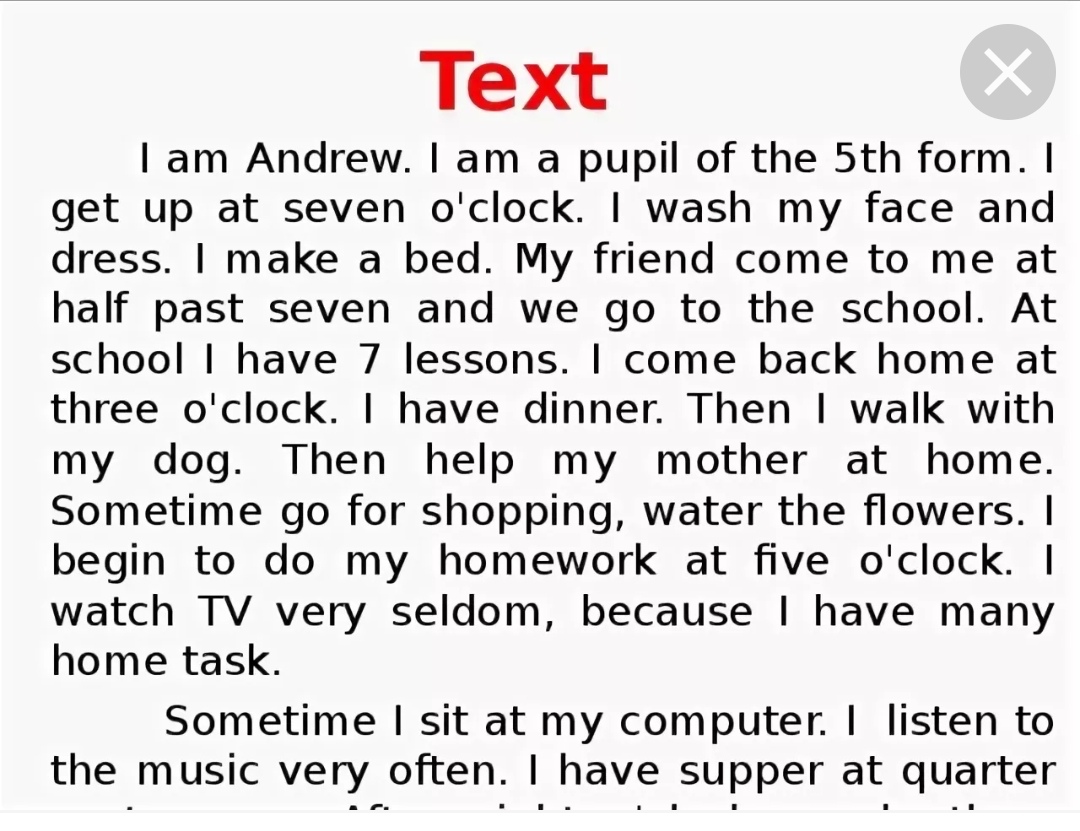 Text
I am Andrew. I am a pupil of the 5th form. I
get up at seven o'clock. I wash my face and
dress. I make a bed. My friend come to me at
half past seven and we go to the school. At
school I have 7 lessons. I come back home at
three o'clock. I have dinner. Then I walk with
my dog. Then help my mother at home.
Sometime go for shopping, water the flowers. I
begin to do my homework at five o'clock. I
watch TV very seldom, because I have many
home task.
Sometime I sit at my computer. I listen to
the music very often. I have supper at quarter